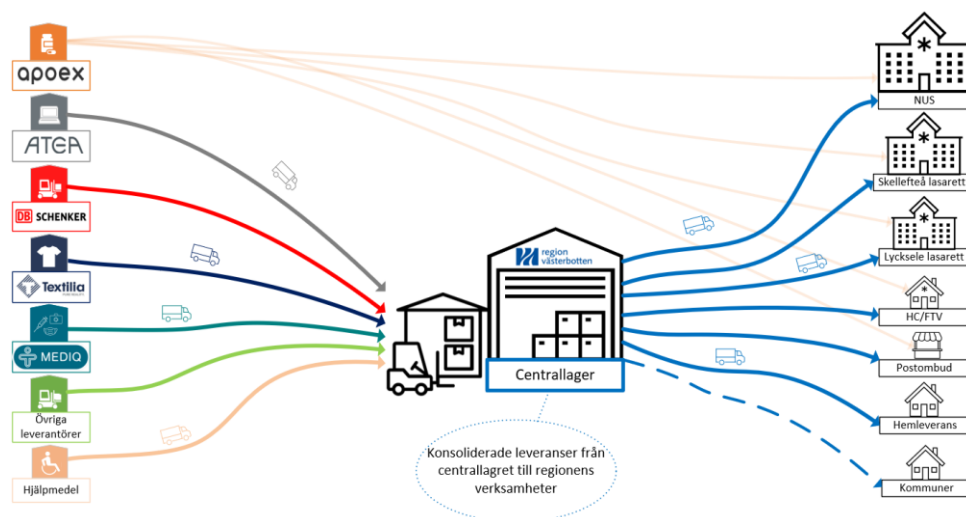 apoex
ATEA
DB SCHENKER
Textilia
MEDIQ
Övriga
leverantörer
Hjälpmedel
region
västerbotten
Centrallager
Konsoliderade leveranser från
centrallagret till regionens
verksamheter
NUS
Skellefteå lasarett
Lycksele lasarett
HC/FTV
Postombud
Hemleverans
Kommuner